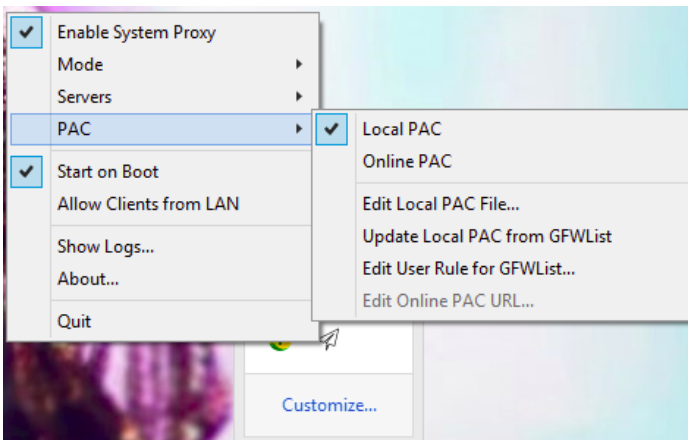 Enable System Proxy
Mode
Servers
PAC
Start on Boot
Allow Clients from LAN
Show Logs...
About...
Quit
Local PAC
Online PAC
Edit Local PAC File...
Update Local PAC from GFWList
Edit User Rule for GFWList...
Edit Online PAC URL...
Customize...